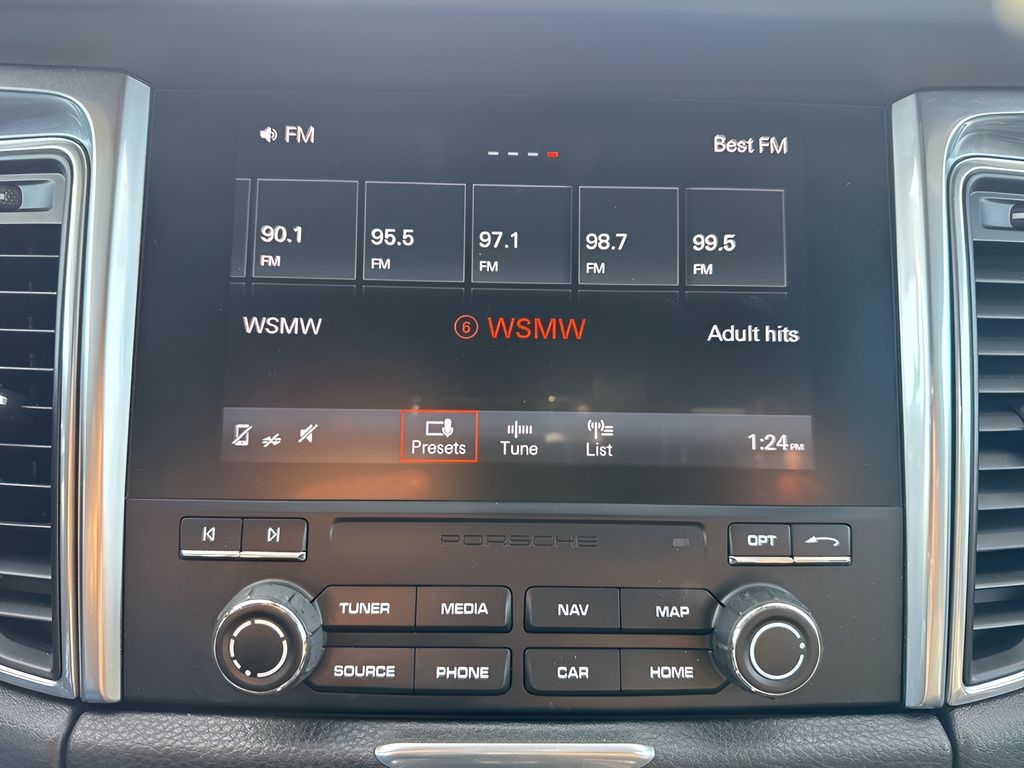 FM
Best FM
90.1 95.5 97.1 98.7 99.5
FM FM FM FM FM
WSMW 6 WSMW Adult hits
Presets Tune List 1:24 PM
PORSCHE OPT
TUNER MEDIA NAV MAP
SOURCE PHONE CAR HOME